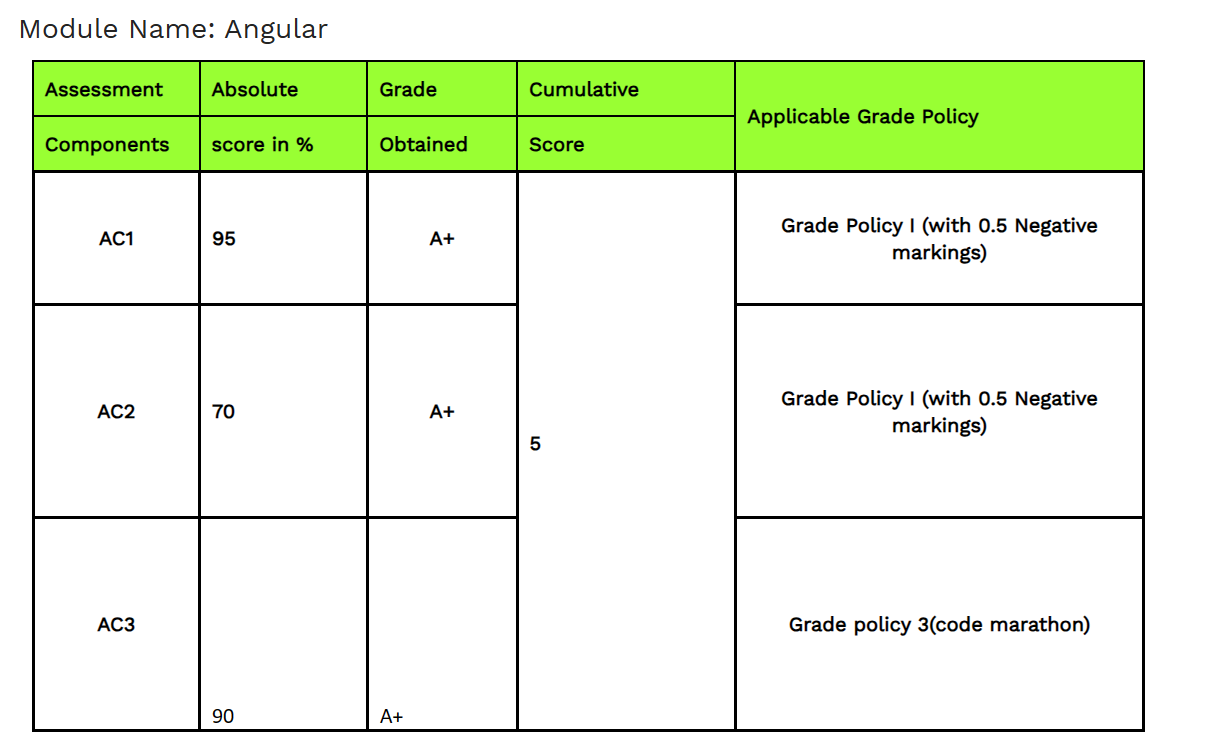 Module Name: Angular
Assessment Absolute Grade Cumulative
Applicable Grade Policy
Components score in % Obtained Score
AC1 95 A+ Grade Policy I (with 0.5 Negative
markings)
AC2 70 A+ Grade Policy I (with 0.5 Negative
markings)
5
AC3 Grade policy 3(code marathon)
90 A+